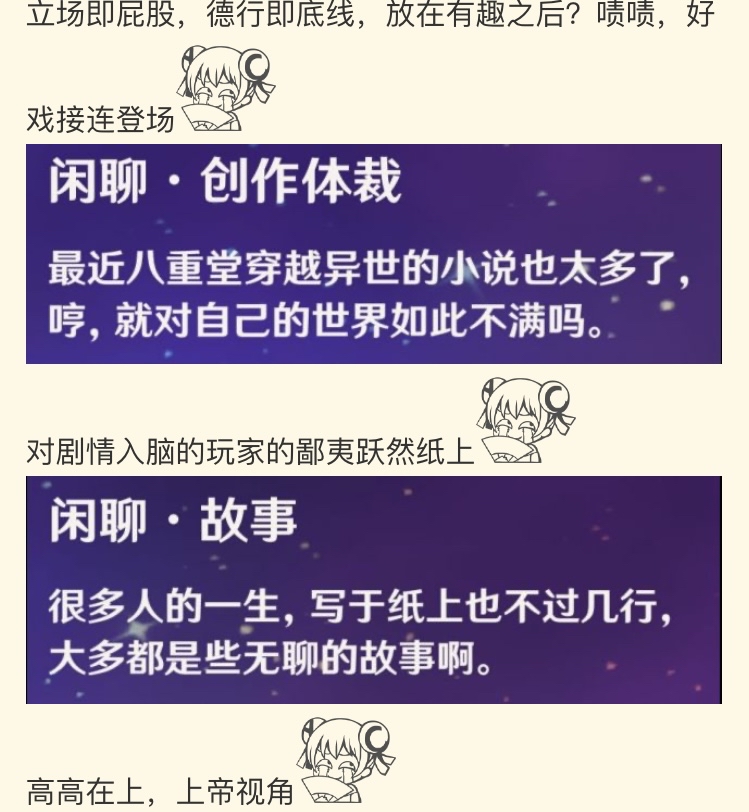 立场即屁股，德行即底线，放在有趣之后？啧啧，好
戏接连登场
闲聊·创作体裁
最近八重堂穿越异世的小说也太多了，
哼，就对自己的世界如此不满吗。
对剧情入脑的玩家的鄙夷跃然纸上
闲聊·故事
很多人的一生，写于纸上也不过几行，
大多都是些无聊的故事啊。
高高在上，上帝视角